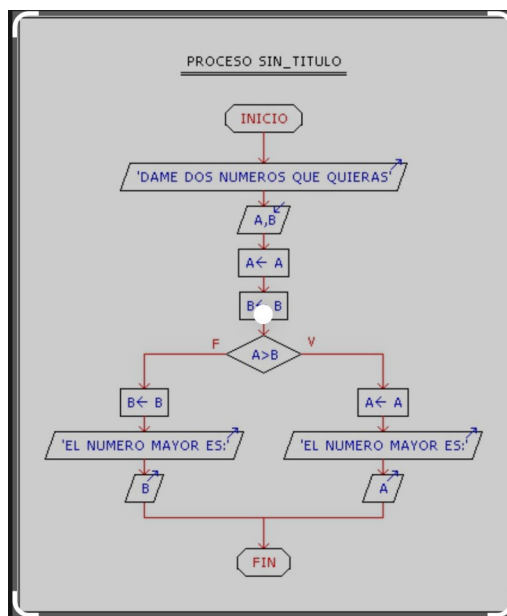 PROCESO SIN_TITULO
INICIO
'DAME DOS NUMEROS QUE QUIERAS'
A,B
A← A
B← B
A>B
F
V
B← B
A← A
'EL NUMERO MAYOR ES:'
'EL NUMERO MAYOR ES:'
B
A
FIN